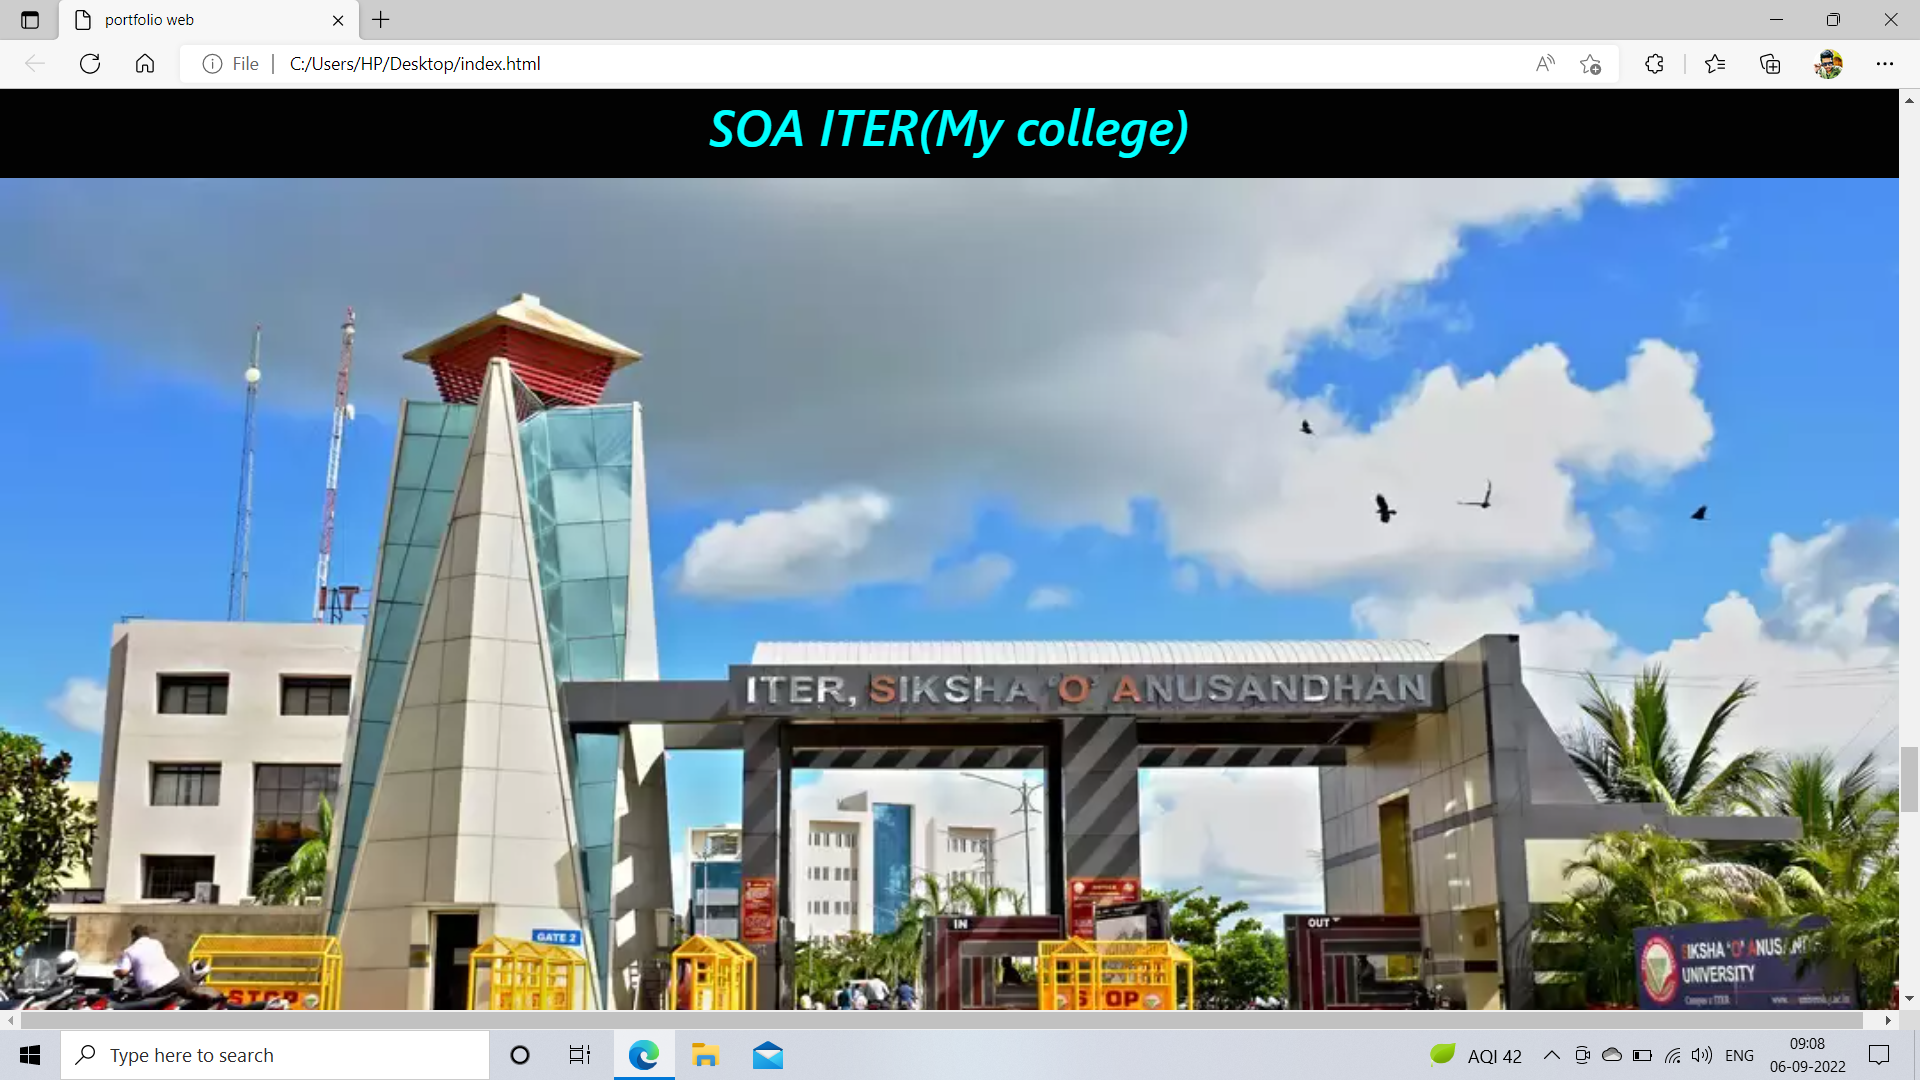 portfolio web
File
C:/Users/HP/Desktop/index.html
SOA ITER(My college)
ITER, SIKSHA 'O' ANUSANDHAN
GATE 2
IN
OUT
STOP
STOP
SIKSHA 'O' ANUSAND
UNIVERSITY
Type here to search
AQI 42
ENG
09:08
06-09-2022